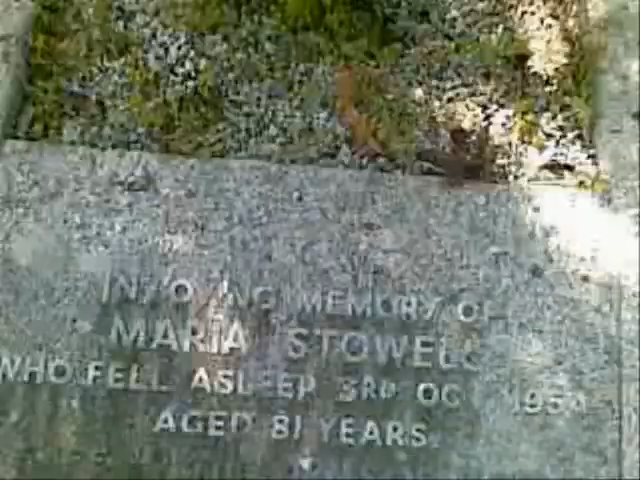 IN LOVING MEMORY OF
MARIA STOWELL
WHO FELL ASLEEP 3RD OCT 1954
AGED 81 YEARS.